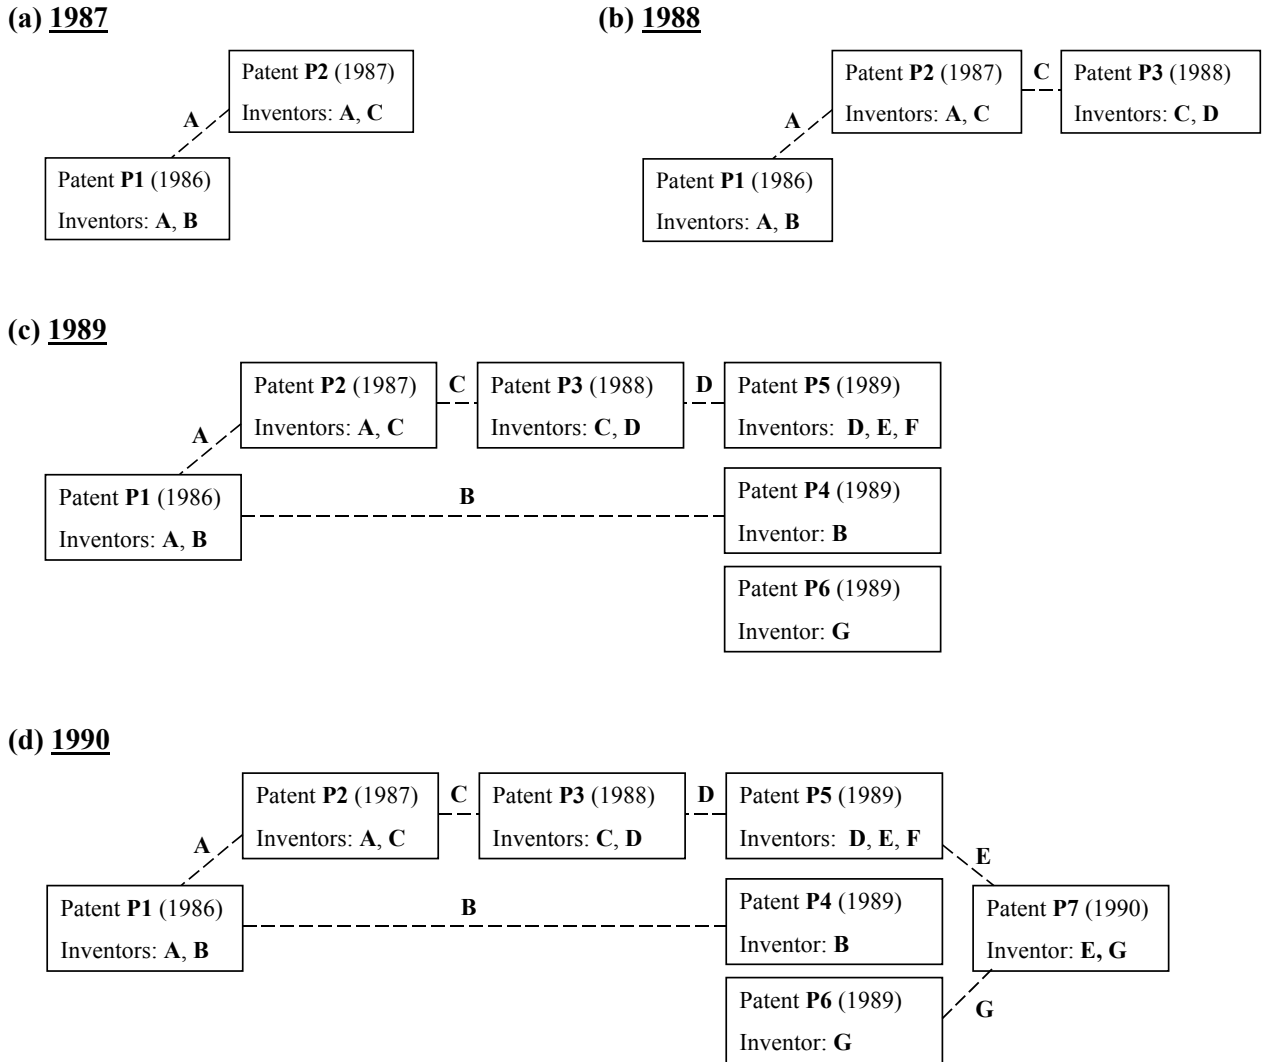 (a) 1987
Patent P2 (1987)
Inventors: A, C
A
Patent P1 (1986)
Inventors: A, B
(b) 1988
Patent P2 (1987)
Inventors: A, C
C
Patent P3 (1988)
Inventors: C, D
A
Patent P1 (1986)
Inventors: A, B
(c) 1989
Patent P2 (1987)
Inventors: A, C
C
Patent P3 (1988)
Inventors: C, D
D
Patent P5 (1989)
Inventors: D, E, F
A
Patent P1 (1986)
Inventors: A, B
B
Patent P4 (1989)
Inventor: B
Patent P6 (1989)
Inventor: G
(d) 1990
Patent P2 (1987)
Inventors: A, C
C
Patent P3 (1988)
Inventors: C, D
D
Patent P5 (1989)
Inventors: D, E, F
A
E
Patent P1 (1986)
Inventors: A, B
B
Patent P4 (1989)
Inventor: B
Patent P7 (1990)
Inventor: E, G
Patent P6 (1989)
Inventor: G
G